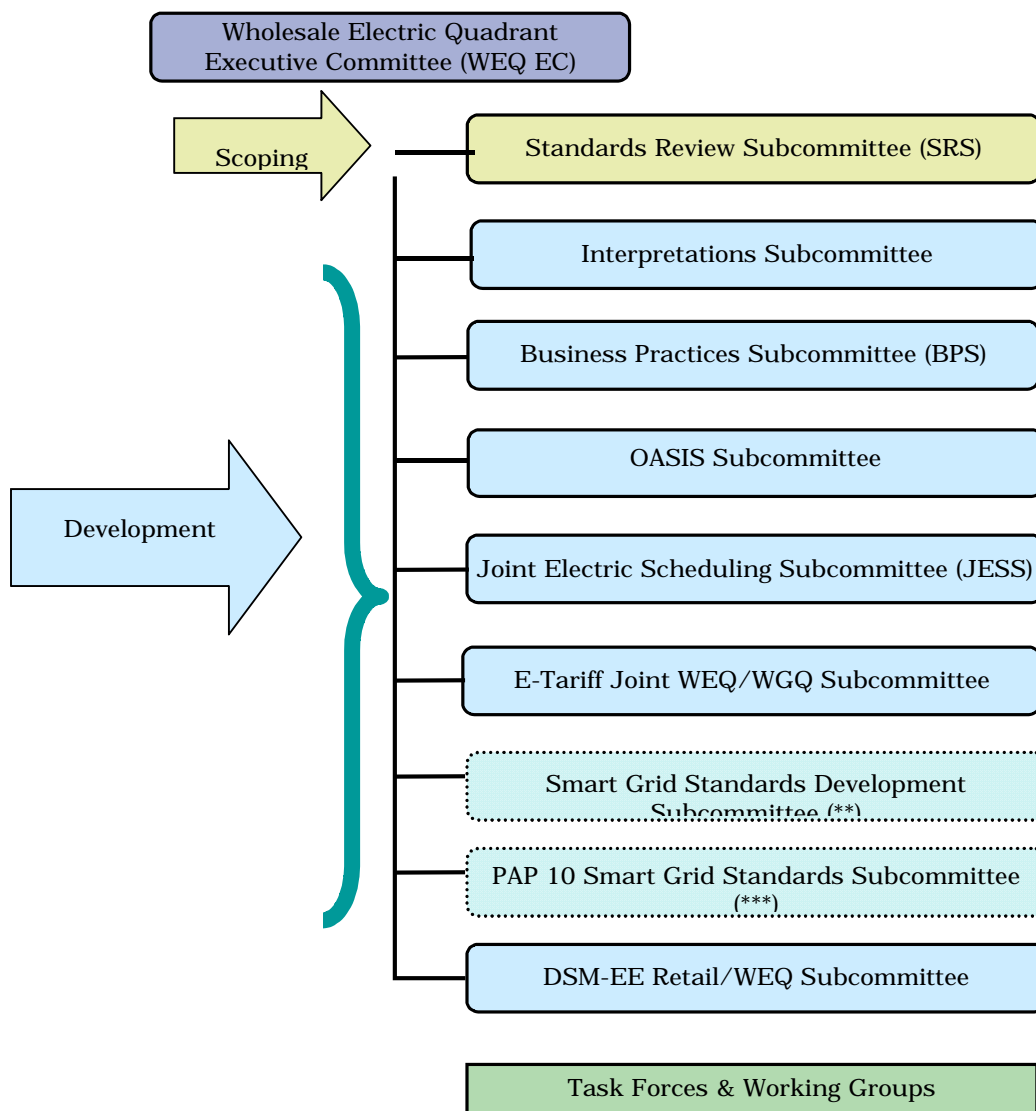 Wholesale Electric Quadrant
Executive Committee (WEQ EC)
Scoping
Standards Review Subcommittee (SRS)
Interpretations Subcommittee
Business Practices Subcommittee (BPS)
OASIS Subcommittee
Development
Joint Electric Scheduling Subcommittee (JESS)
E-Tariff Joint WEQ/WGQ Subcommittee
Smart Grid Standards Development
Subcommittee (**)
PAP 10 Smart Grid Standards Subcommittee
(***)
DSM-EE Retail/WEQ Subcommittee
Task Forces & Working Groups